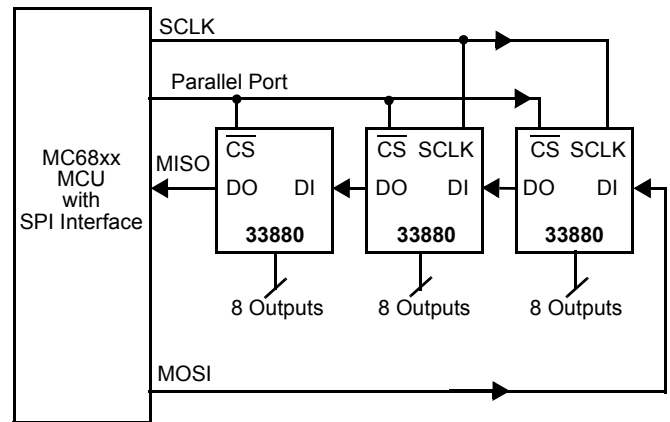 SCLK
Parallel Port
MC68xx
MCU
with
SPI Interface
MISO
CS
DO DI
33880
8 Outputs
CS SCLK
DO DI
33880
8 Outputs
CS SCLK
DO DI
33880
8 Outputs
MOSI